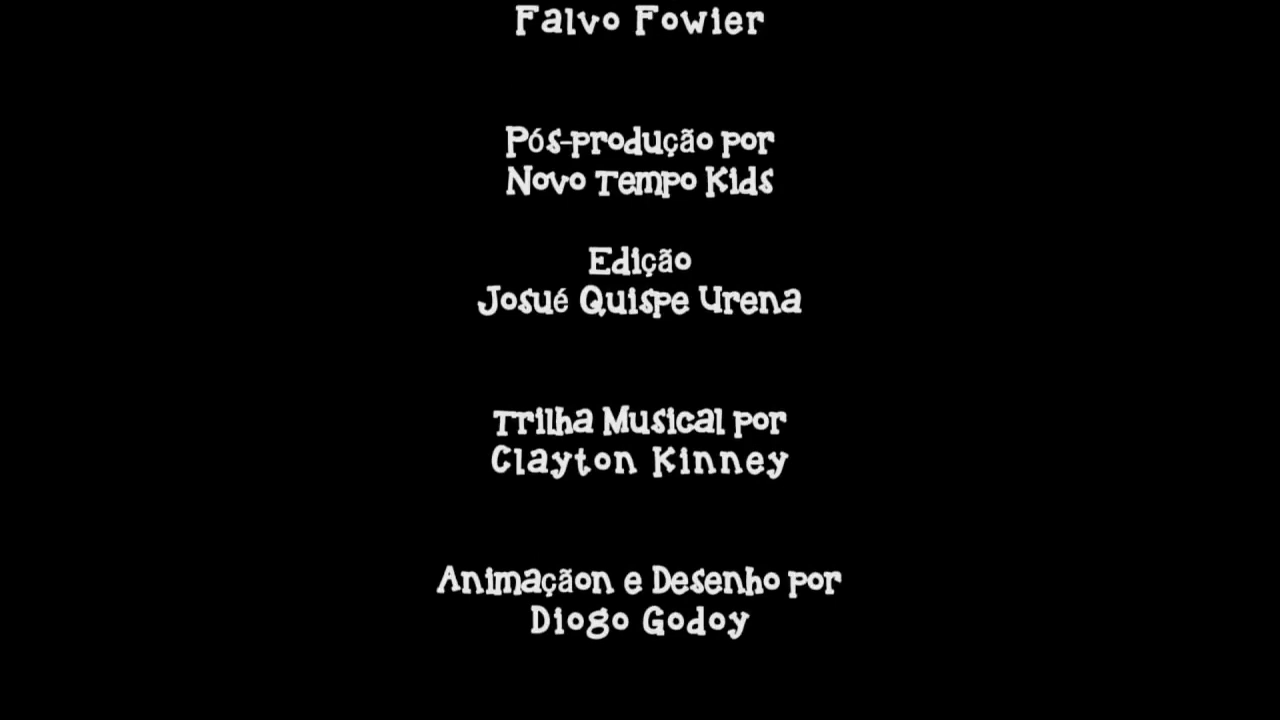 Falvo Fowier
Pós-produção por
Novo Tempo Kids
Edição
Josué Quispe Urena
Trilha Musical por
Clayton Kinney
Animaçãon e Desenho por
Diogo Godoy